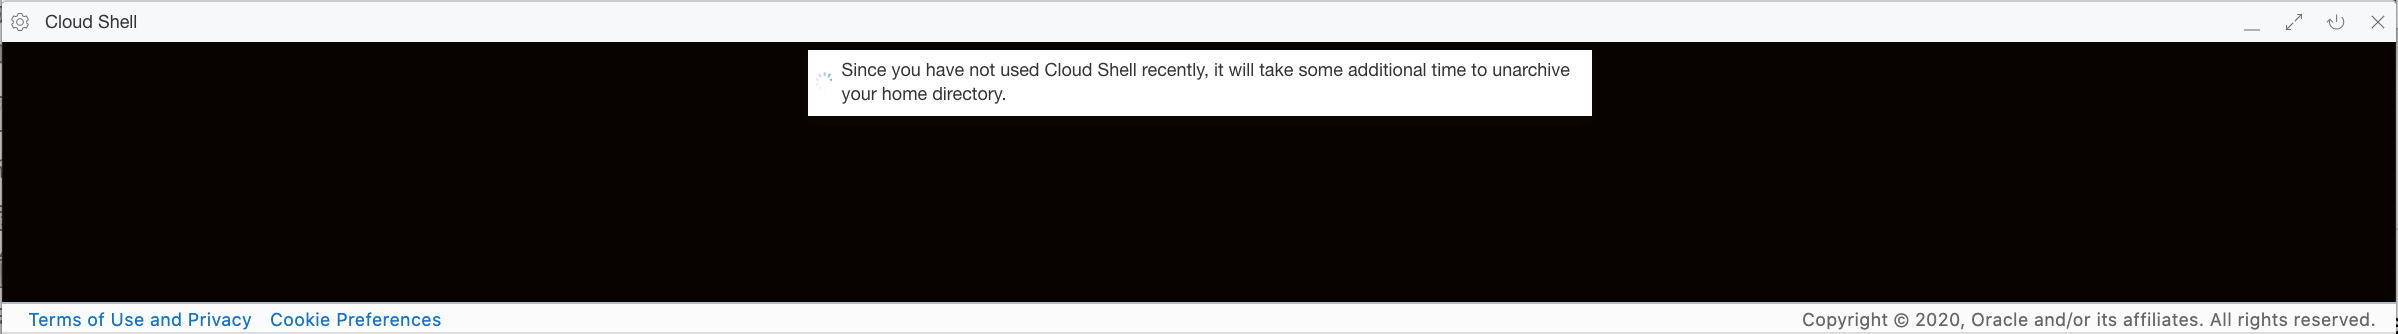 Cloud Shell
Since you have not used Cloud Shell recently, it will take some additional time to unarchive
your home directory.
Terms of Use and Privacy Cookie Preferences Copyright © 2020, Oracle and/or its affiliates. All rights reserved.